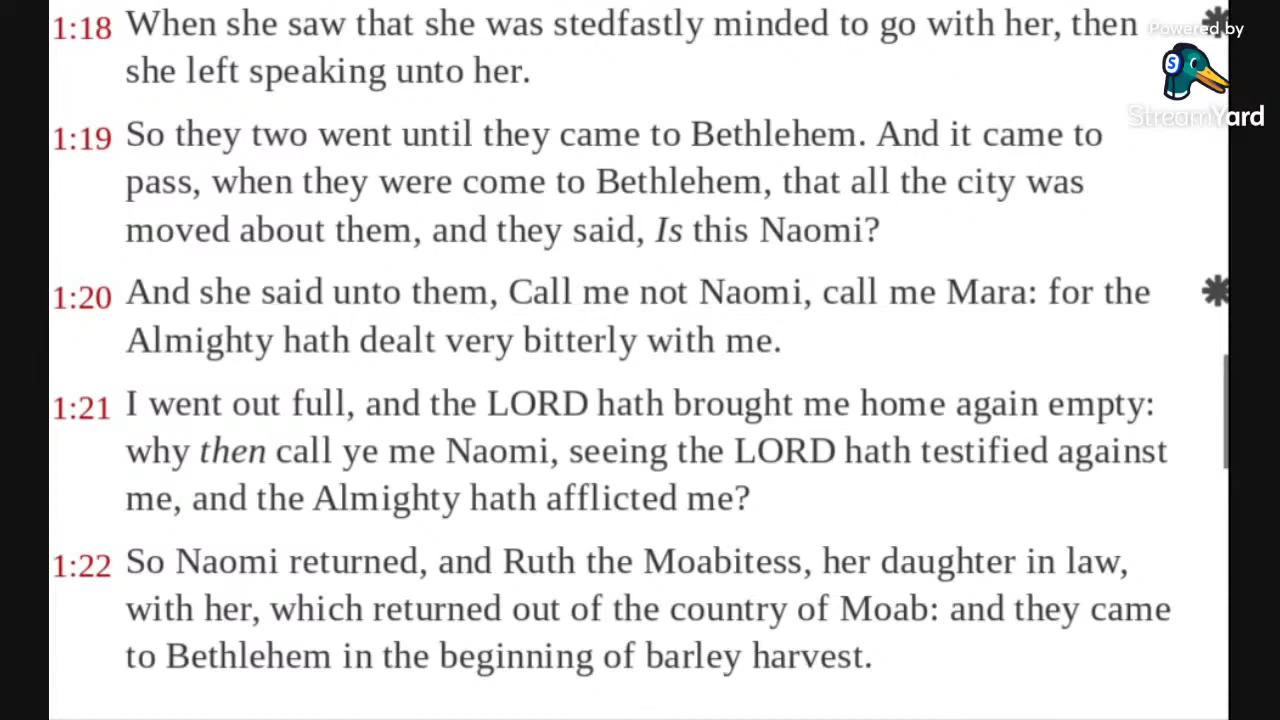 1:18 When she saw that she was stedfastly minded to go with her, then
she left speaking unto her.
1:19 So they two went until they came to Bethlehem. And it came to
pass, when they were come to Bethlehem, that all the city was
moved about them, and they said, Is this Naomi?
1:20 And she said unto them, Call me not Naomi, call me Mara: for the
Almighty hath dealt very bitterly with me.
1:21 I went out full, and the LORD hath brought me home again empty:
why then call ye me Naomi, seeing the LORD hath testified against
me, and the Almighty hath afflicted me?
1:22 So Naomi returned, and Ruth the Moabitess, her daughter in law,
with her, which returned out of the country of Moab: and they came
to Bethlehem in the beginning of barley harvest.
Powered by
S
StreamYard